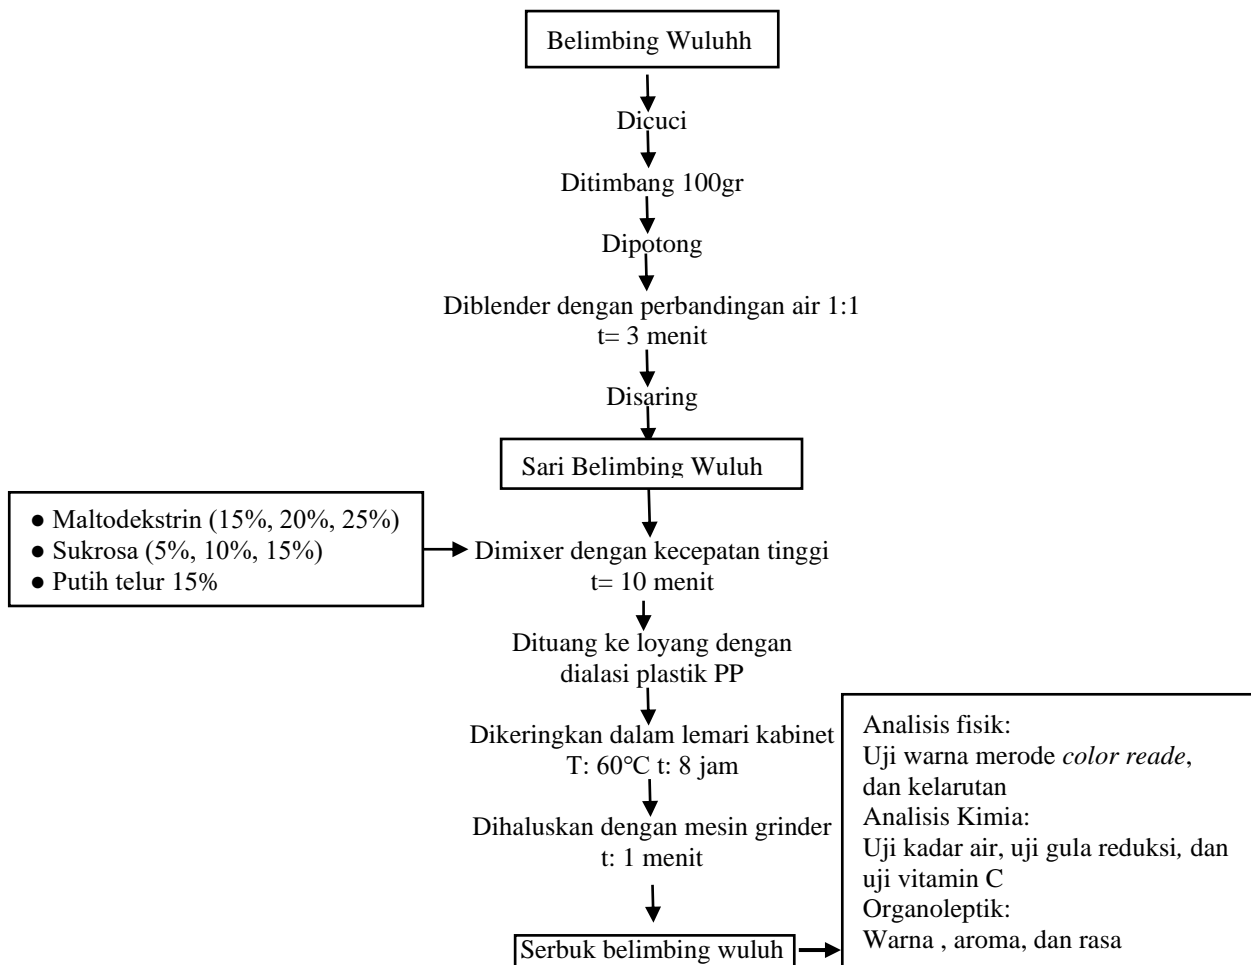 Belimbing Wuluhh
Dicuci
Ditimbang 100gr
Dipotong
Diblender dengan perbandingan air 1:1
t= 3 menit
Disaring
Sari Belimbing Wuluh
● Maltodekstrin (15%, 20%, 25%)
● Sukrosa (5%, 10%, 15%)
● Putih telur 15%
Dimixer dengan kecepatan tinggi
t= 10 menit
Dituang ke loyang dengan
dialasi plastik PP
Dikeringkan dalam lemari kabinet
T: 60°C t: 8 jam
Dihaluskan dengan mesin grinder
t: 1 menit
Serbuk belimbing wuluh
Analisis fisik:
Uji warna merode color reade,
dan kelarutan
Analisis Kimia:
Uji kadar air, uji gula reduksi, dan
uji vitamin C
Organoleptik:
Warna , aroma, dan rasa